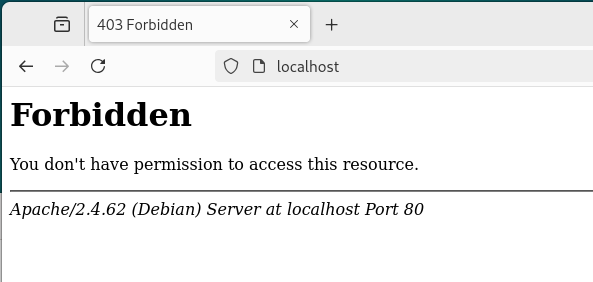 403 Forbidden
localhost
Forbidden
You don't have permission to access this resource.
Apache/2.4.62 (Debian) Server at localhost Port 80